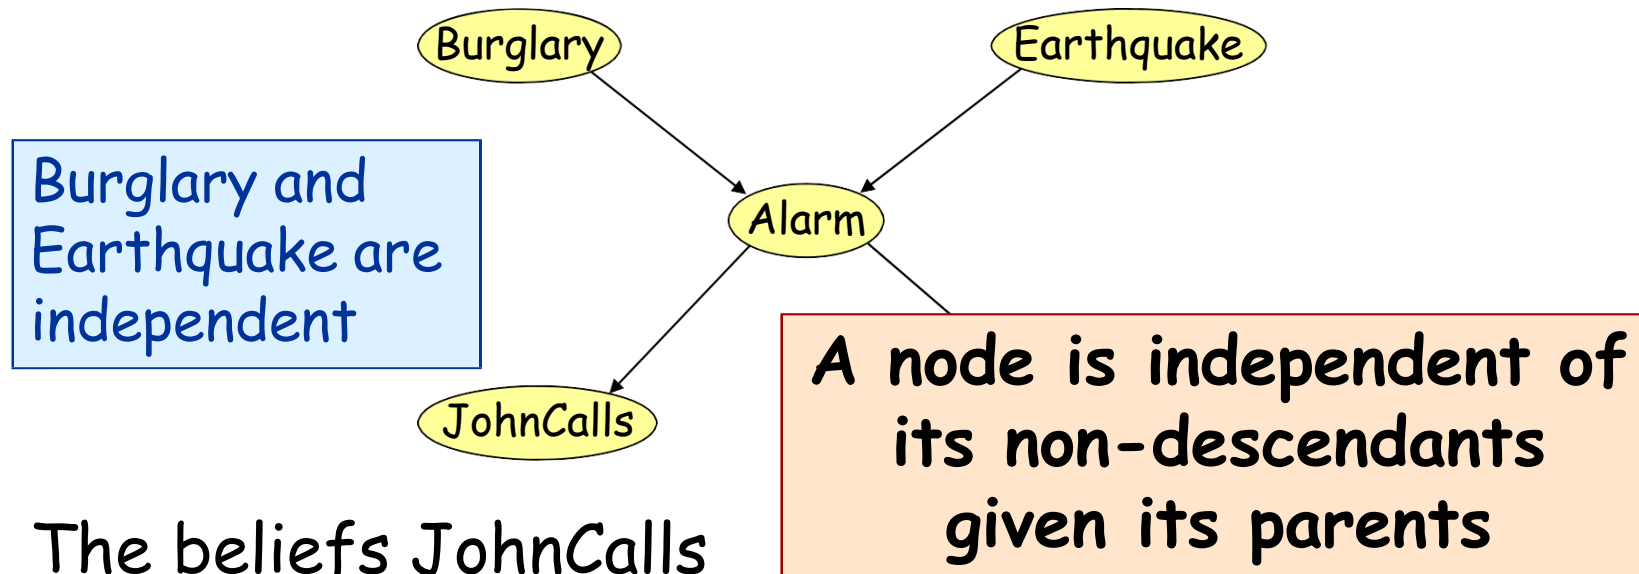 Burglary
Earthquake
Burglary and
Earthquake are
independent
Alarm
JohnCalls
A node is independent of
its non-descendants
given its parents
The beliefs JohnCalls